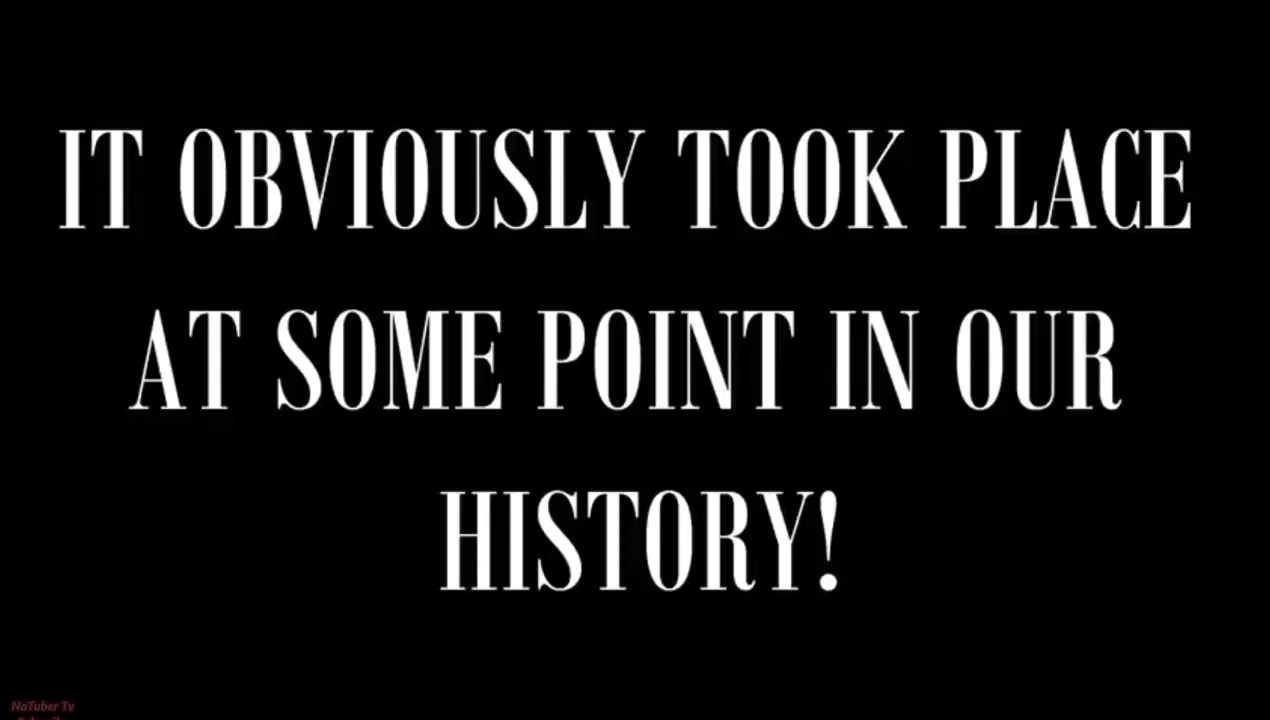 IT OBVIOUSLY TOOK PLACE
AT SOME POINT IN OUR
HISTORY!
NaTuber Tv